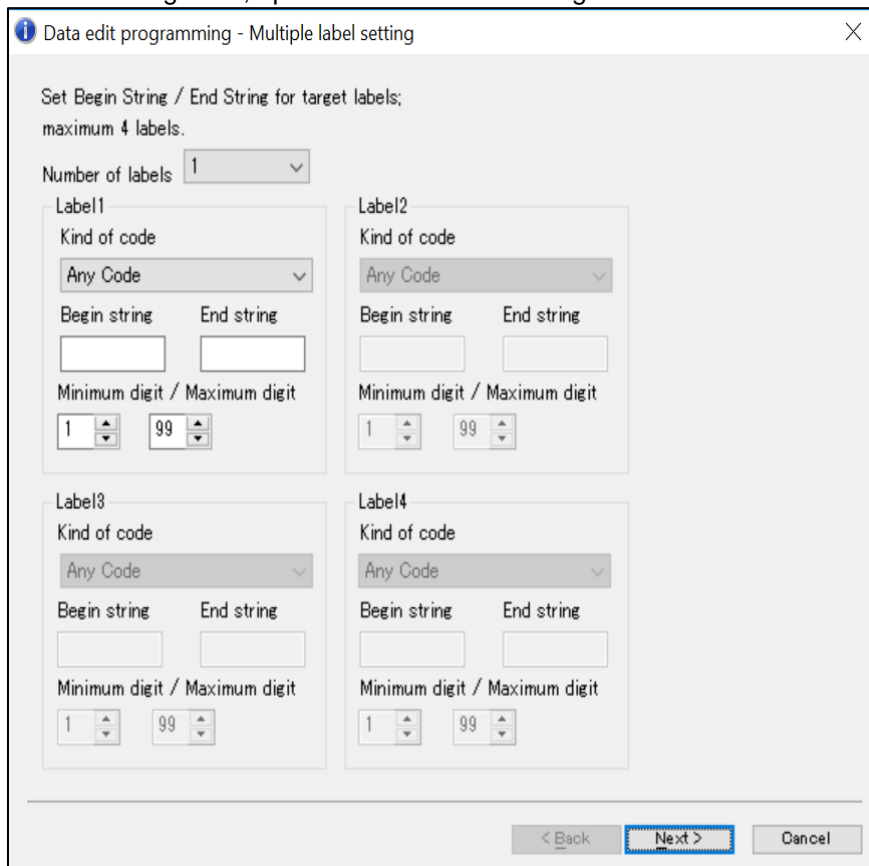 Data edit programming - Multiple label setting
Set Begin String / End String for target labels;
maximum 4 labels.
Number of labels 1
Label1
Kind of code
Any Code
Begin string End string
Minimum digit / Maximum digit
1 99
Label2
Kind of code
Any Code
Begin string End string
Minimum digit / Maximum digit
1 99
Label3
Kind of code
Any Code
Begin string End string
Minimum digit / Maximum digit
1 99
Label4
Kind of code
Any Code
Begin string End string
Minimum digit / Maximum digit
1 99
< Back Next > Cancel